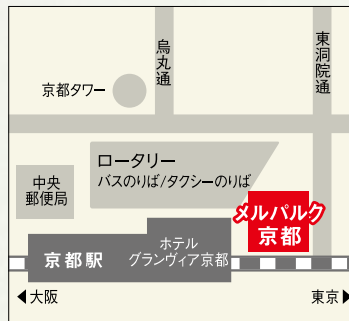 烏丸通
東洞院通
京都タワー
ロータリー
バスのりば/タクシーのりば
中央
郵便局
メルパルク
京都
ホテル
グランヴィア京都
京都駅
◀大阪
東京▶